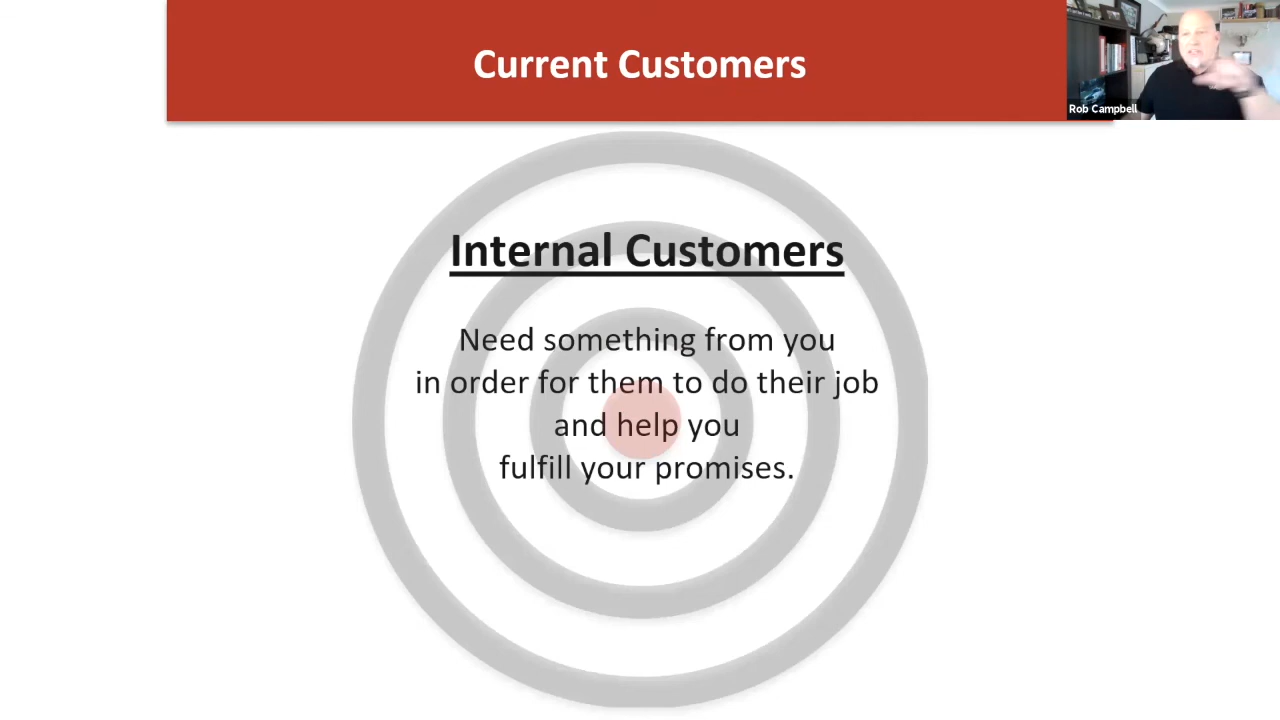 Current Customers
Rob Campbell
Internal Customers
Need something from you
in order for them to do their job
and help you
fulfill your promises.